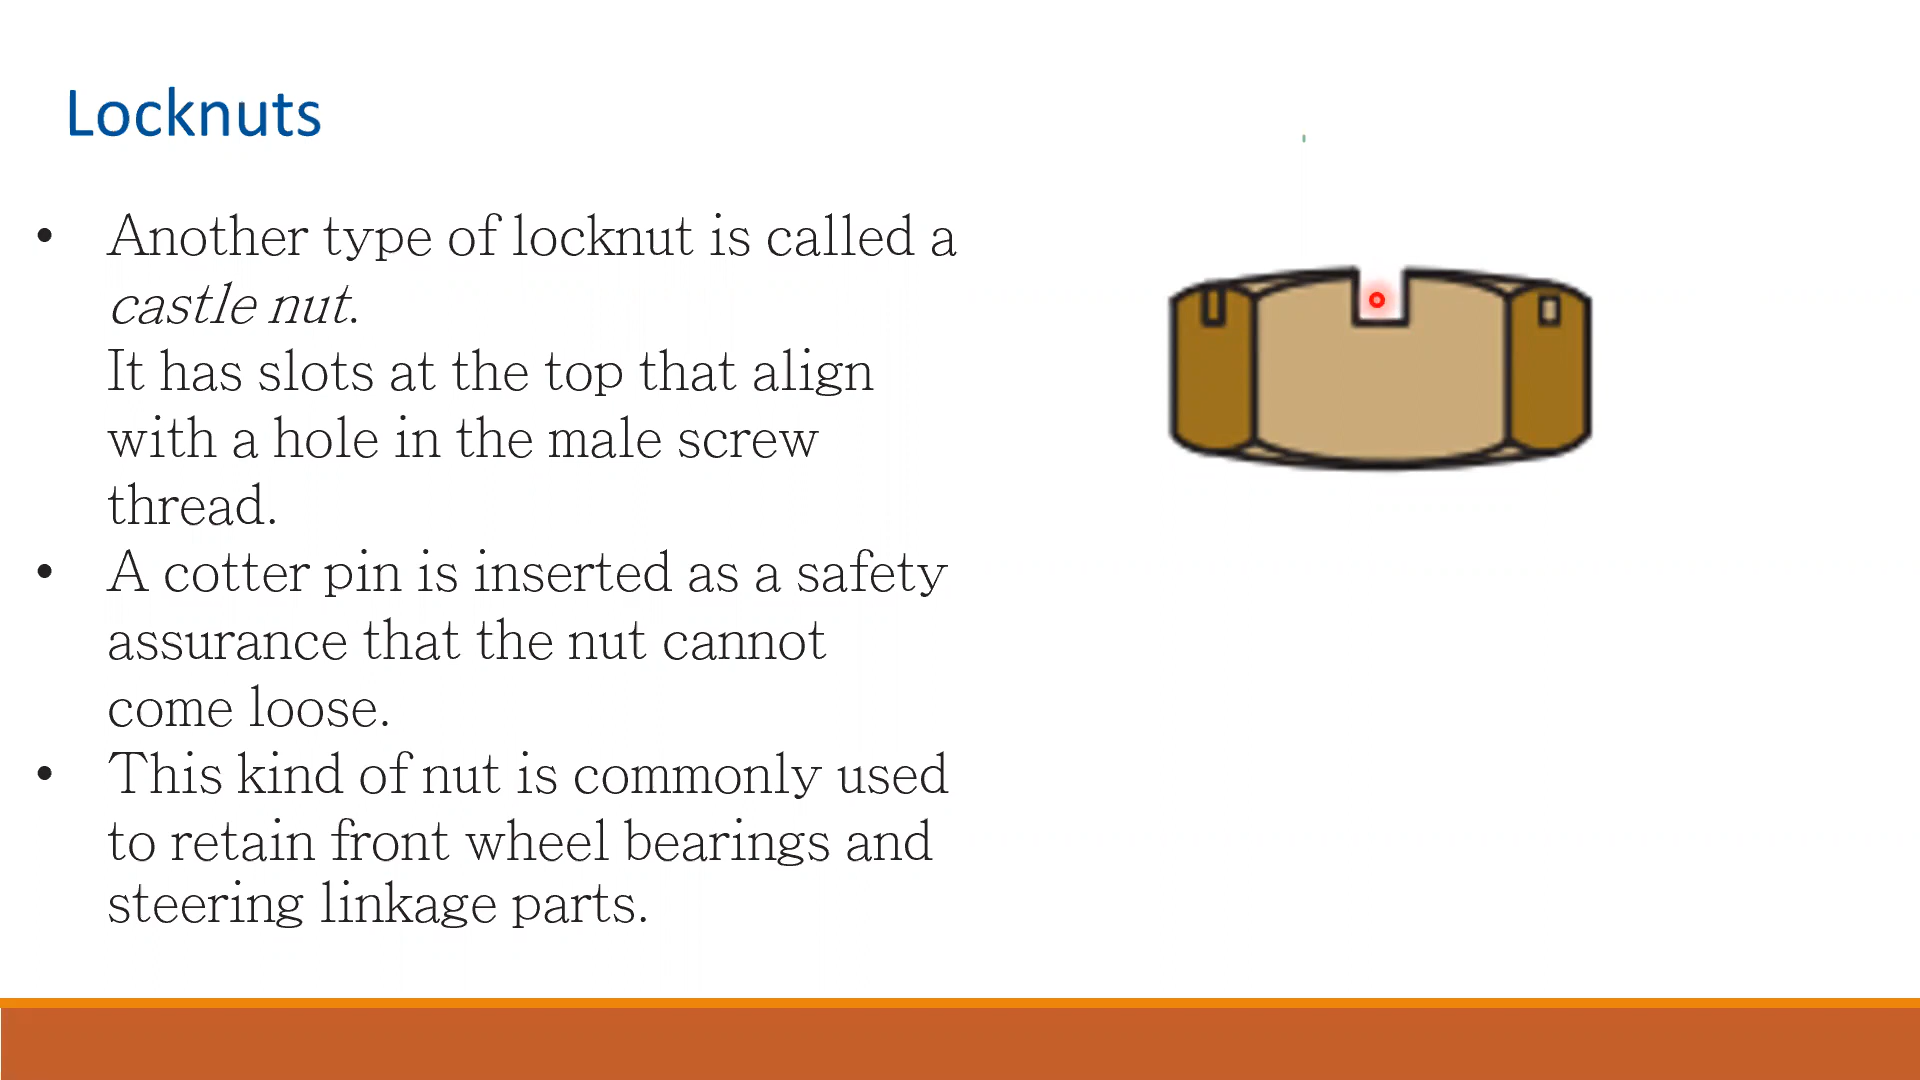 Locknuts
• Another type of locknut is called a
castle nut.
It has slots at the top that align
with a hole in the male screw
thread.
• A cotter pin is inserted as a safety
assurance that the nut cannot
come loose.
• This kind of nut is commonly used
to retain front wheel bearings and
steering linkage parts.